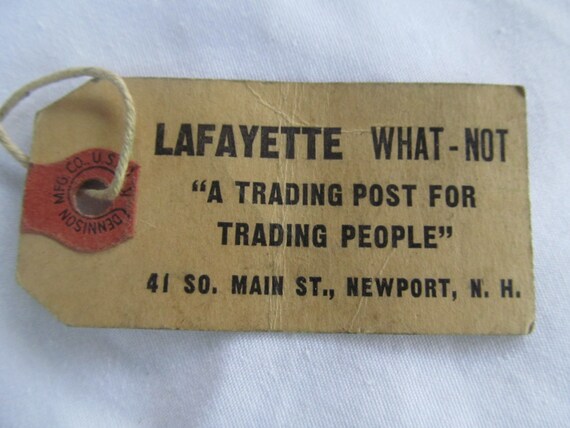 LAFAYETTE WHAT-NOT
"A TRADING POST FOR
TRADING PEOPLE"
41 SO. MAIN ST., NEWPORT, N. H.
DENNISON MFG. CO. U.S.